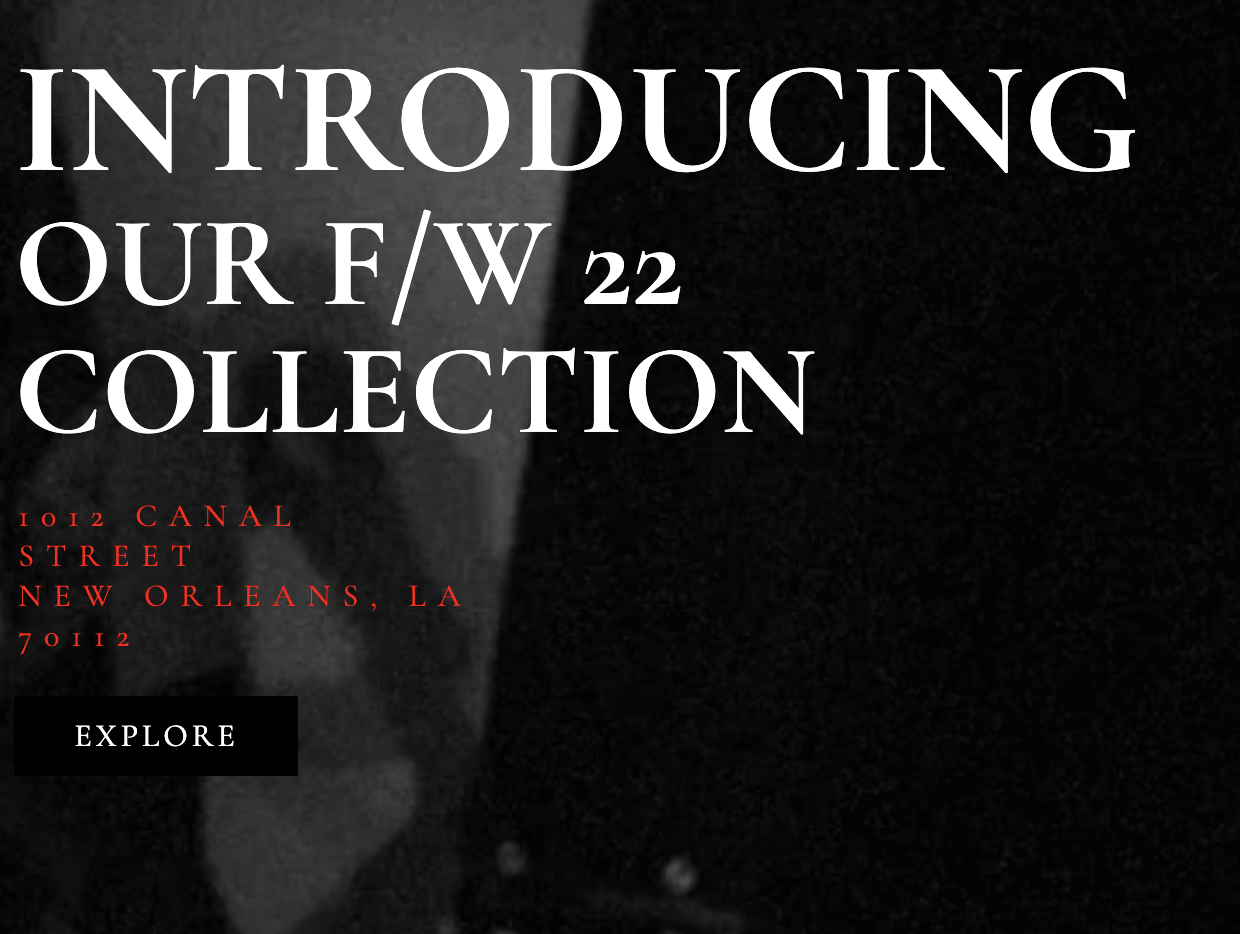 INTRODUCING
OUR F/W 22
COLLECTION
1012 CANAL
STREET
NEW ORLEANS, LA
70112
EXPLORE